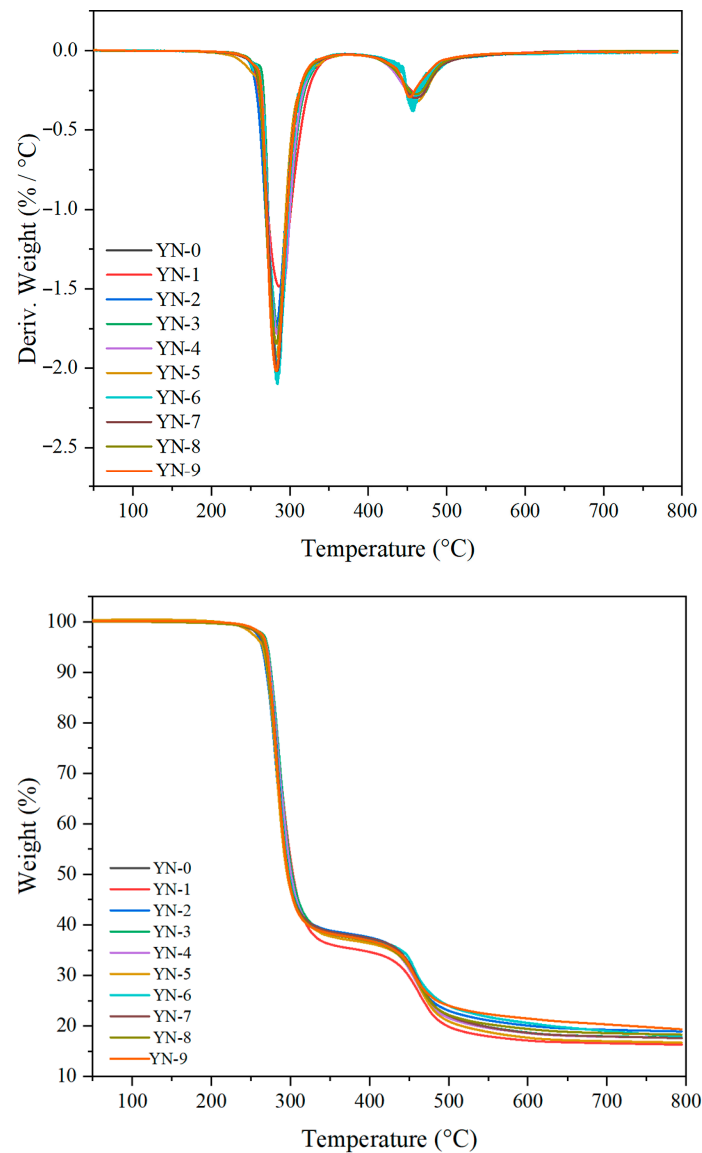 0.0
−0.5
−1.0
−1.5
−2.0
−2.5
Deriv. Weight (% / °C)
YN-0
YN-1
YN-2
YN-3
YN-4
YN-5
YN-6
YN-7
YN-8
YN-9
100 200 300 400 500 600 700 800
Temperature (°C)
100
90
80
70
60
50
40
30
20
10
Weight (%)
YN-0
YN-1
YN-2
YN-3
YN-4
YN-5
YN-6
YN-7
YN-8
YN-9
100 200 300 400 500 600 700 800
Temperature (°C)